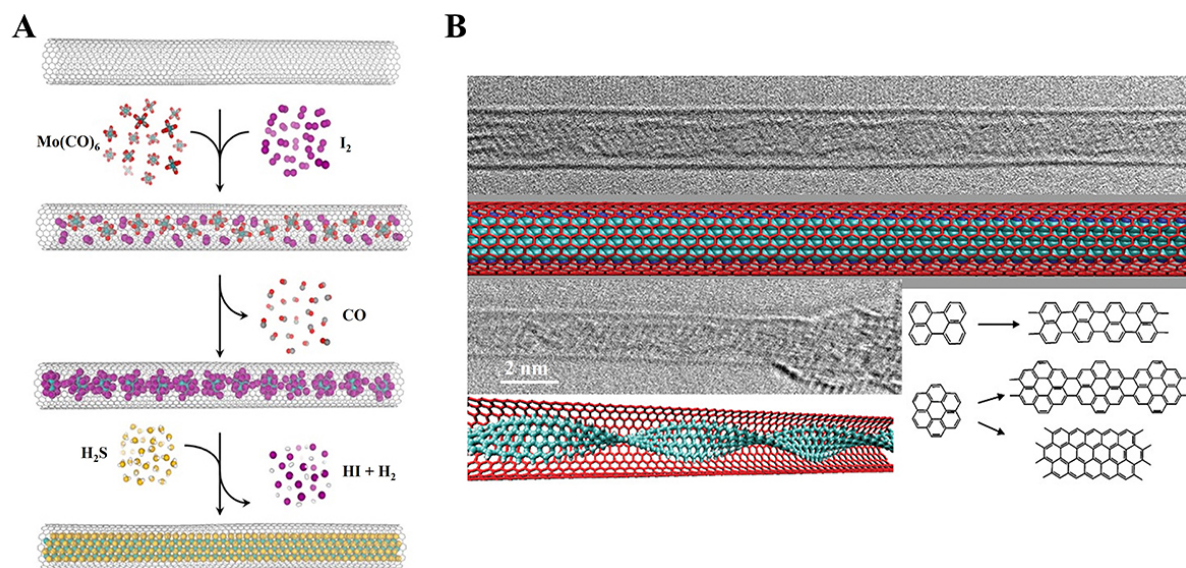 A
B
Mo(CO)₆
I₂
CO
H₂S
HI + H₂
2 nm